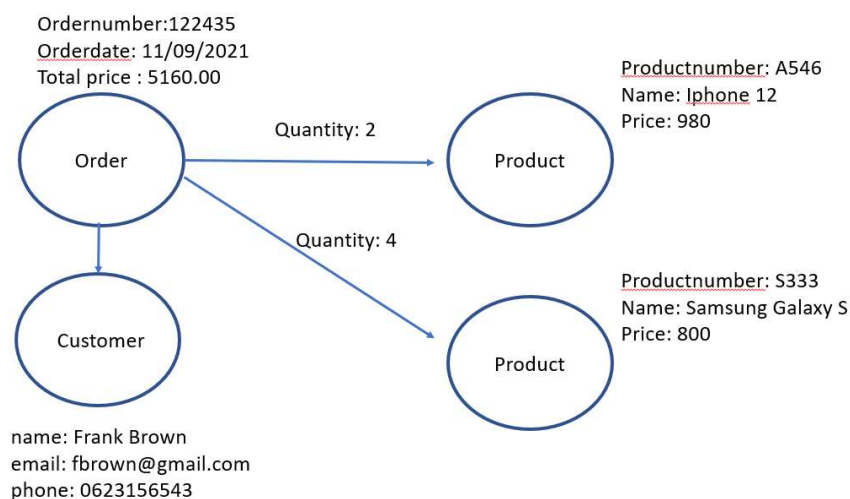 Ordernumber:122435
Orderdate: 11/09/2021
Total price : 5160.00
Order
Quantity: 2
Product
Productnumber: A546
Name: Iphone 12
Price: 980
Quantity: 4
Customer
Product
Productnumber: S333
Name: Samsung Galaxy S
Price: 800
name: Frank Brown
email: fbrown@gmail.com
phone: 0623156543